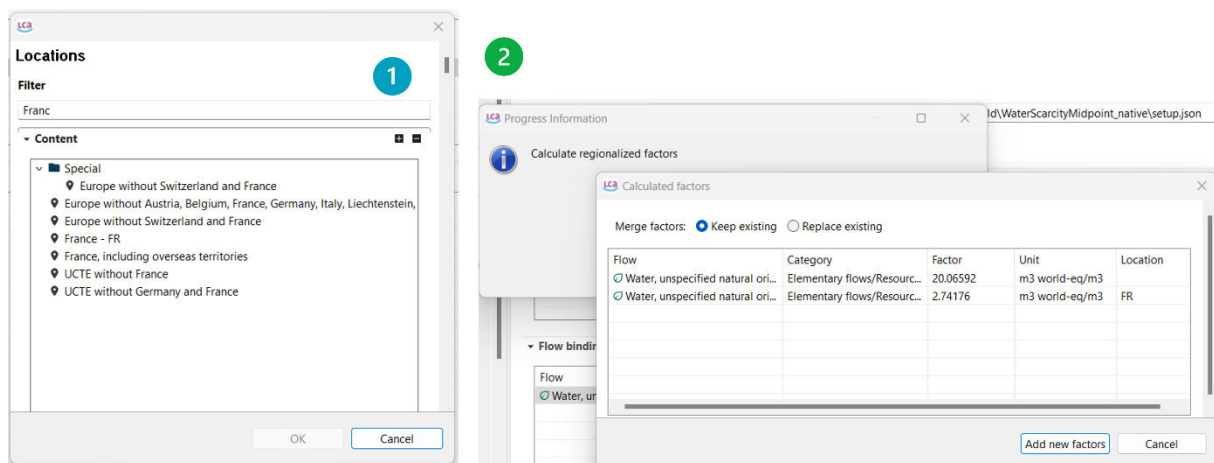 LCA
Locations
1
Filter
Franc
Content
Special
Europe without Switzerland and France
Europe without Austria, Belgium, France, Germany, Italy, Liechtenstein,
Europe without Switzerland and France
France - FR
France, including overseas territories
UCTE without France
UCTE without Germany and France
OK Cancel
2
ld\WaterScarcityMidpoint_native\setup.json
LCA Progress Information
Calculate regionalized factors
LCA Calculated factors
Merge factors: Keep existing Replace existing
Flow Category Factor Unit Location
Water, unspecified natural ori... Elementary flows/Resourc... 20.06592 m3 world-eq/m3
Water, unspecified natural ori... Elementary flows/Resourc... 2.74176 m3 world-eq/m3 FR
Flow bindin
Flow
Water, un
Add new factors Cancel